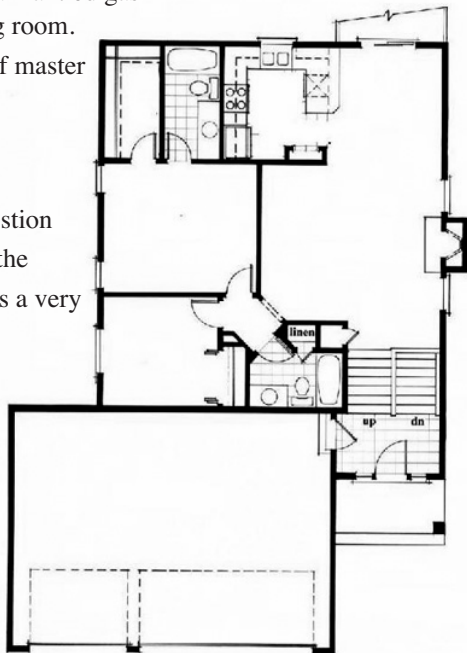 g room.
f master
stion
the
s a very
linen
up dn